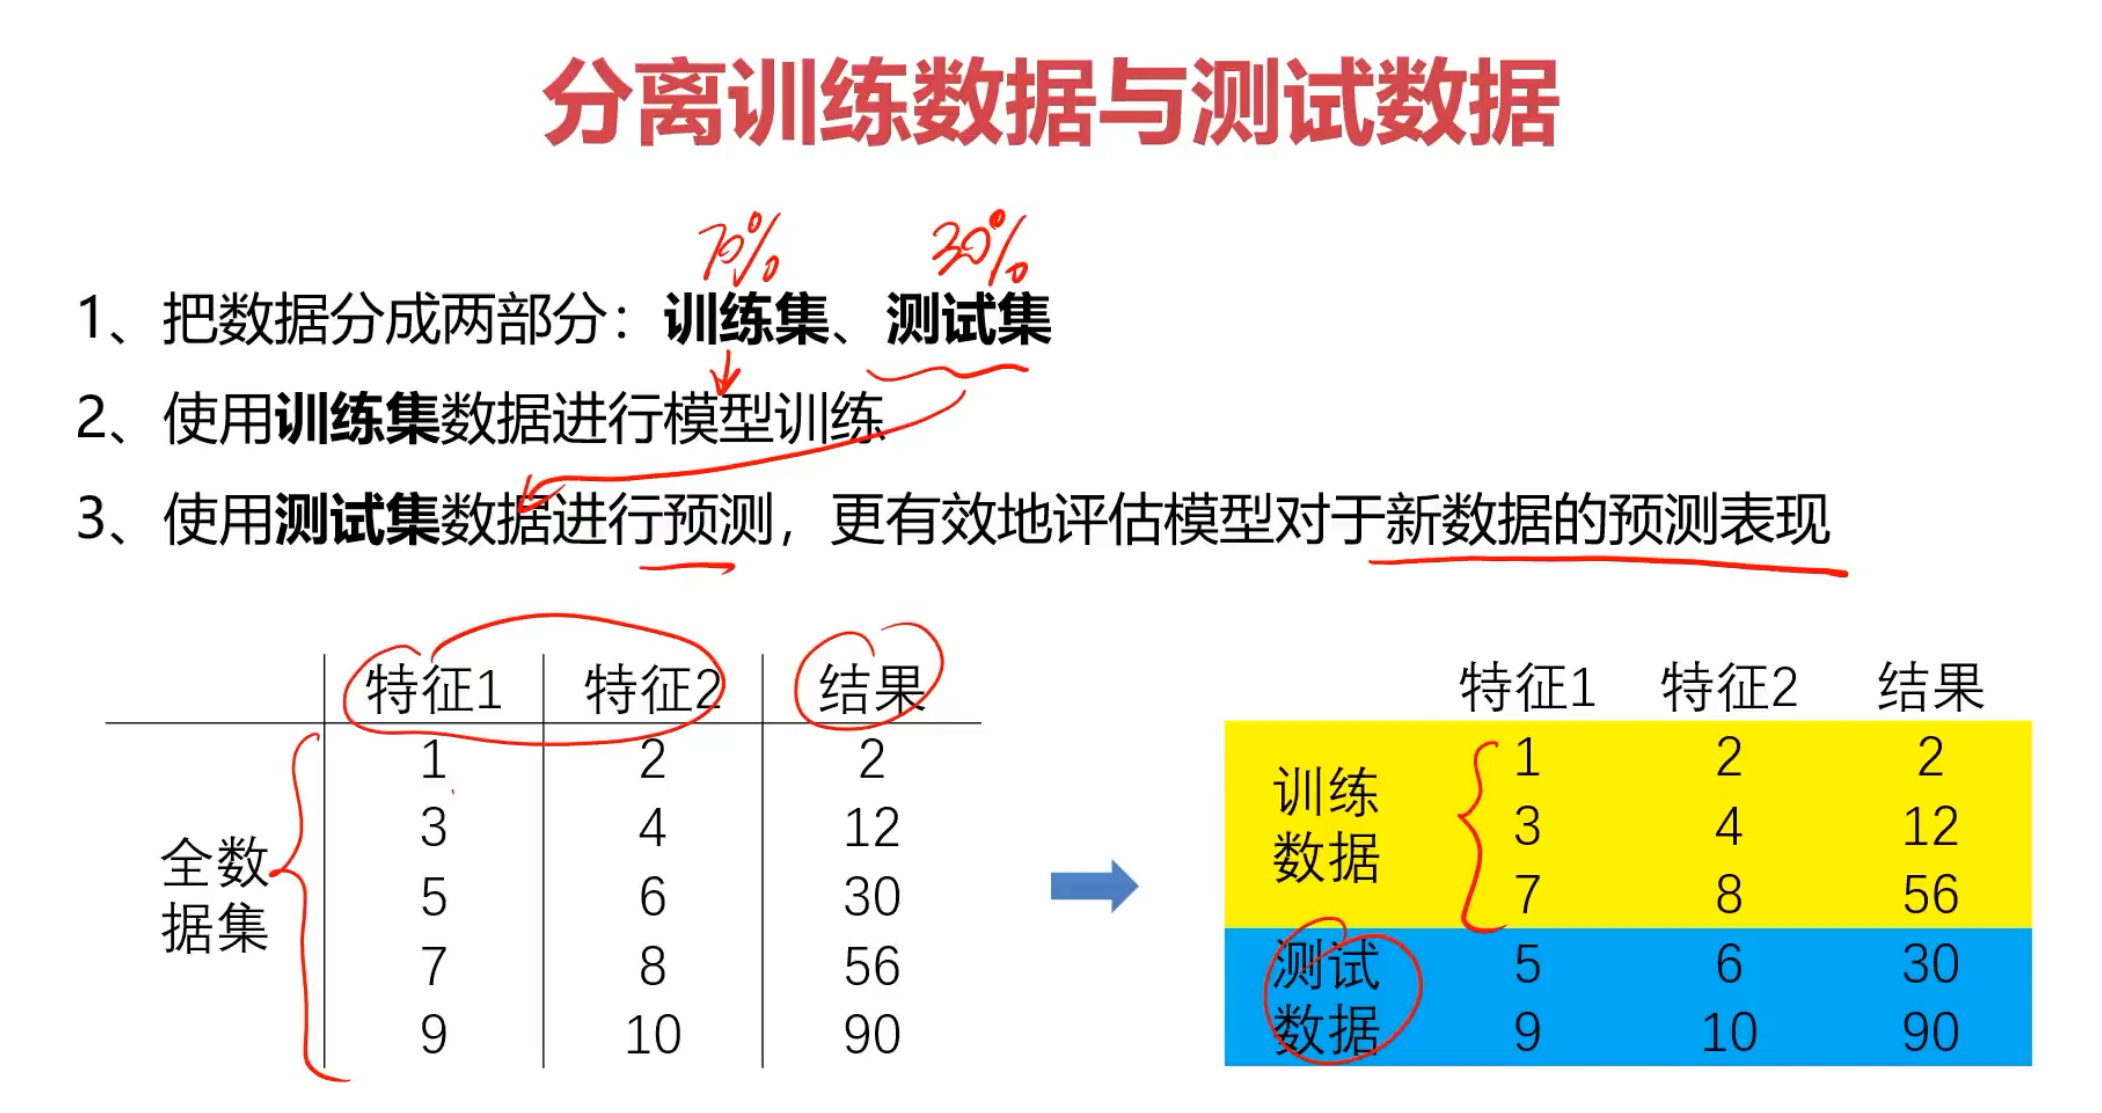 分离训练数据与测试数据
70% 30%
1、把数据分成两部分：训练集、测试集
2、使用训练集数据进行模型训练
3、使用测试集数据进行预测，更有效地评估模型对于新数据的预测表现
特征1 特征2 结果
全数据集
1 2 2
3 4 12
5 6 30
7 8 56
9 10 90
特征1 特征2 结果
训练数据
1 2 2
3 4 12
7 8 56
测试数据
5 6 30
9 10 90